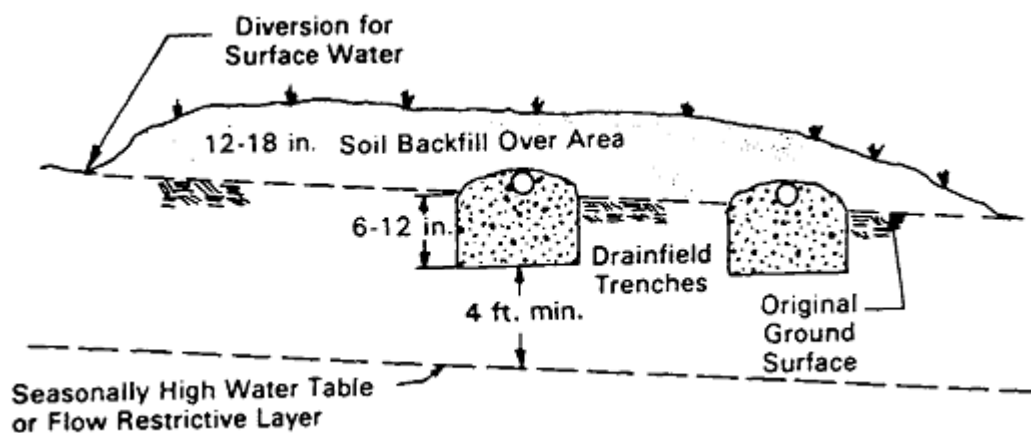 Diversion for
Surface Water
12-18 in. Soil Backfill Over Area
6-12 in.
Drainfield
Trenches
4 ft. min.
Original
Ground
Surface
Seasonally High Water Table
or Flow Restrictive Layer